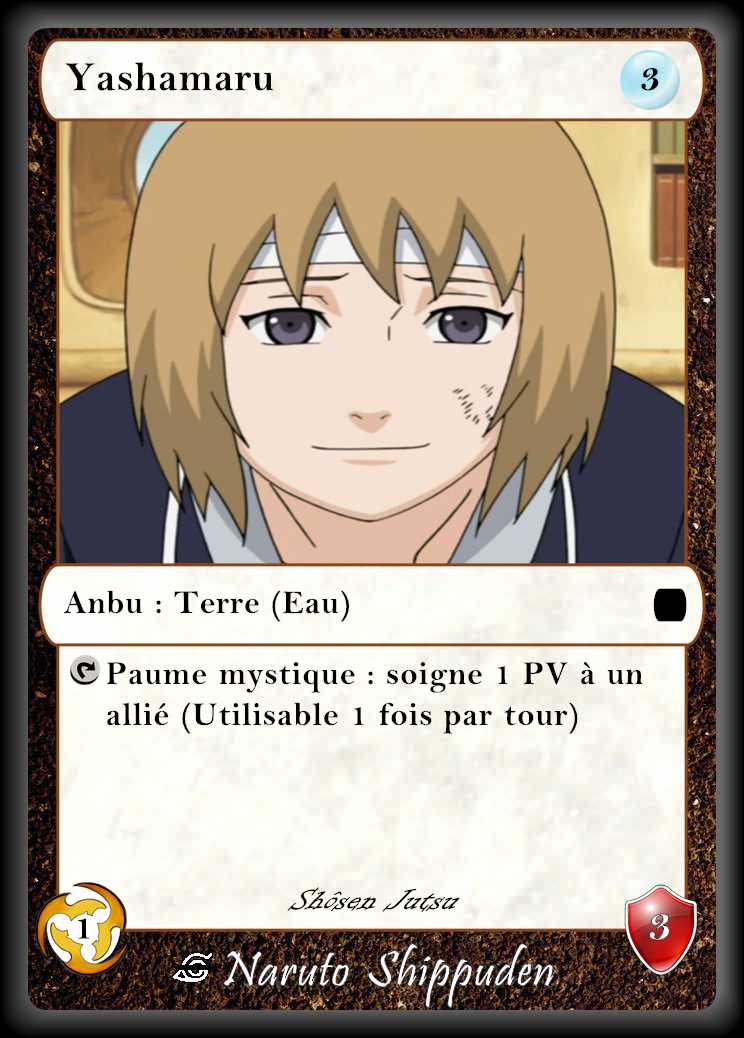 Yashamaru
3
Anbu : Terre (Eau)
Paume mystique : soigne 1 PV à un
allié (Utilisable 1 fois par tour)
Shôsen Jutsu
1
3
Naruto Shippuden